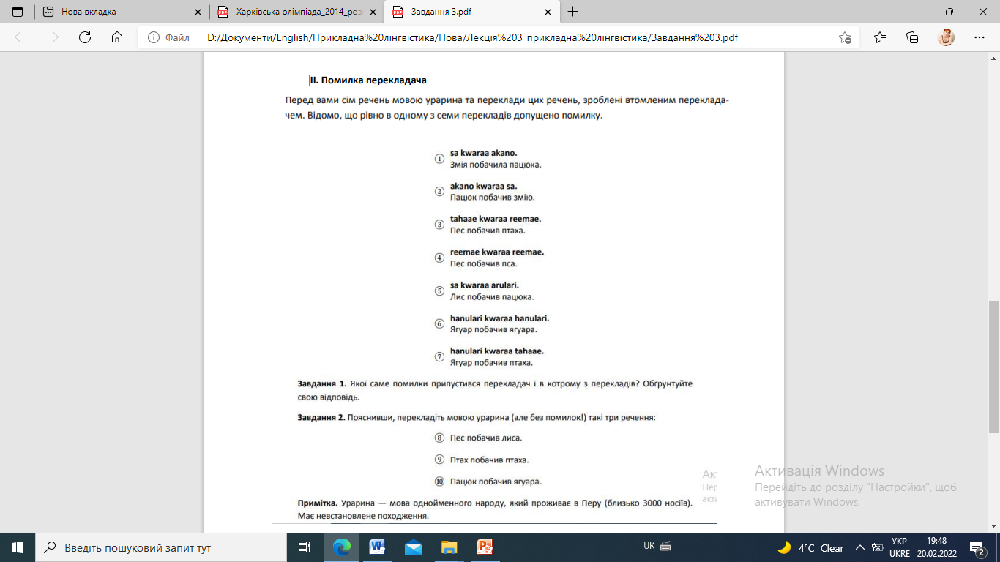 Нова вкладка
Харківська олімпіада_2014_роз
Завдання 3.pdf
Файл
D:/Документи/English/Прикладна%20лінгвістика/Нова/Лекція%203_прикладна%20лінгвістика/Завдання%203.pdf
ІІ. Помилка перекладача
Перед вами сім речень мовою урарина та переклади цих речень, зроблені втомленим переклада-
чем. Відомо, що рівно в одному з семи перекладів допущено помилку.
1 sa kwaraa akano.
Змія побачила пацюка.
2 akano kwaraa sa.
Пацюк побачив змію.
3 tahaae kwaraa reemae.
Пес побачив птаха.
4 reemae kwaraa reemae.
Пес побачив пса.
5 sa kwaraa arulari.
Лис побачив пацюка.
6 hanulari kwaraa hanulari.
Ягуар побачив ягуара.
7 hanulari kwaraa tahaae.
Ягуар побачив птаха.
Завдання 1. Якої саме помилки припустився перекладач і в котрому з перекладів? Обґрунтуйте
свою відповідь.
Завдання 2. Пояснивши, перекладіть мовою урарина (але без помилок!) такі три речення:
8 Пес побачив лиса.
9 Птах побачив птаха.
10 Пацюк побачив ягуара.
Примітка. Урарина — мова однойменного народу, який проживає в Перу (близько 3000 носіїв).
Має невстановлене походження.
Ак
Пер
акти
Активація Windows
Перейдіть до розділу "Настройки", щоб
активувати Windows.
Введіть пошуковий запит тут
UK
4°C Clear
УКР
UKRE
19:48
20.02.2022
2